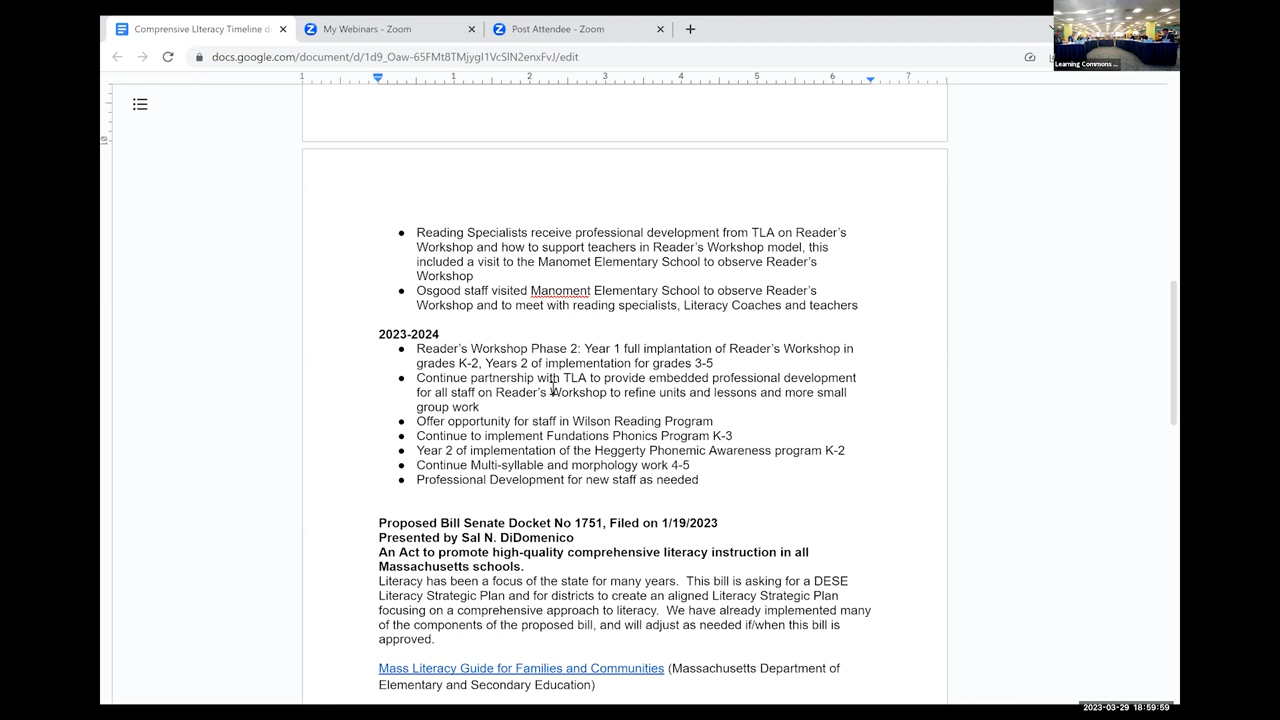 Comprensive LIteracy Timeline d
My Webinars - Zoom
Post Attendee - Zoom
Learning Commons ...
1 1 2 3 4 5 6 7
Reading Specialists receive professional development from TLA on Reader's
Workshop and how to support teachers in Reader's Workshop model, this
included a visit to the Manomet Elementary School to observe Reader's
Workshop
Osgood staff visited Manoment Elementary School to observe Reader's
Workshop and to meet with reading specialists, Literacy Coaches and teachers
2023-2024
Reader's Workshop Phase 2: Year 1 full implantation of Reader's Workshop in
grades K-2, Years 2 of implementation for grades 3-5
Continue partnership with TLA to provide embedded professional development
for all staff on Reader's Workshop to refine units and lessons and more small
group work
Offer opportunity for staff in Wilson Reading Program
Continue to implement Fundations Phonics Program K-3
Year 2 of implementation of the Heggerty Phonemic Awareness program K-2
Continue Multi-syllable and morphology work 4-5
Professional Development for new staff as needed
Proposed Bill Senate Docket No 1751, Filed on 1/19/2023
Presented by Sal N. DiDomenico
An Act to promote high-quality comprehensive literacy instruction in all
Massachusetts schools.
Literacy has been a focus of the state for many years. This bill is asking for a DESE
Literacy Strategic Plan and for districts to create an aligned Literacy Strategic Plan
focusing on a comprehensive approach to literacy. We have already implemented many
of the components of the proposed bill, and will adjust as needed if/when this bill is
approved.
Mass Literacy Guide for Families and Communities (Massachusetts Department of
Elementary and Secondary Education)
2023-03-29 18:59:59